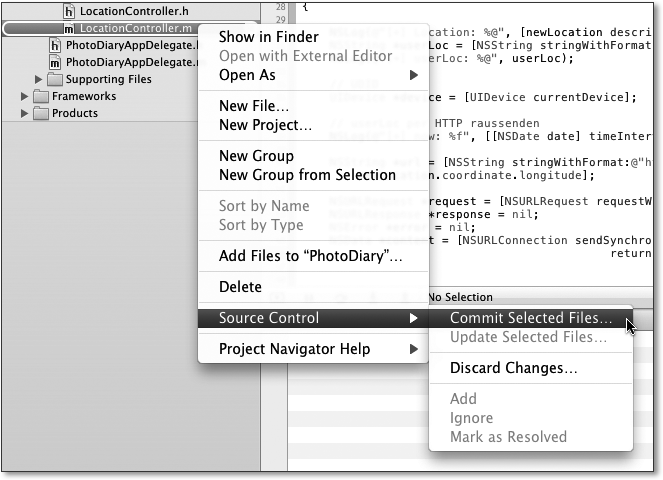 LocationController.h
LocationController.m
PhotoDiaryAppDelegate.
PhotoDiaryAppDelegate.
Supporting Files
Frameworks
Products
Show in Finder
Open with External Editor
Open As
New File…
New Project…
New Group
New Group from Selection
Sort by Name
Sort by Type
Add Files to “PhotoDiary”…
Delete
Source Control
Project Navigator Help
Commit Selected Files…
Update Selected Files…
Discard Changes…
Add
Ignore
Mark as Resolved
28 {
29
Location: %@", [newLocation descri
Loc = [NSString stringWithFormat
userLoc: %@", userLoc);
= [UIDevice currentDevice];
HTTP raussenden
: %f", [[NSDate date] timeInter
= [NSString stringWithFormat:@"h
.coordinate.longitude];
request = [NSURLRequest requestW
*response = nil;
= nil;
= [NSURLConnection sendSynchro
return
No Selection